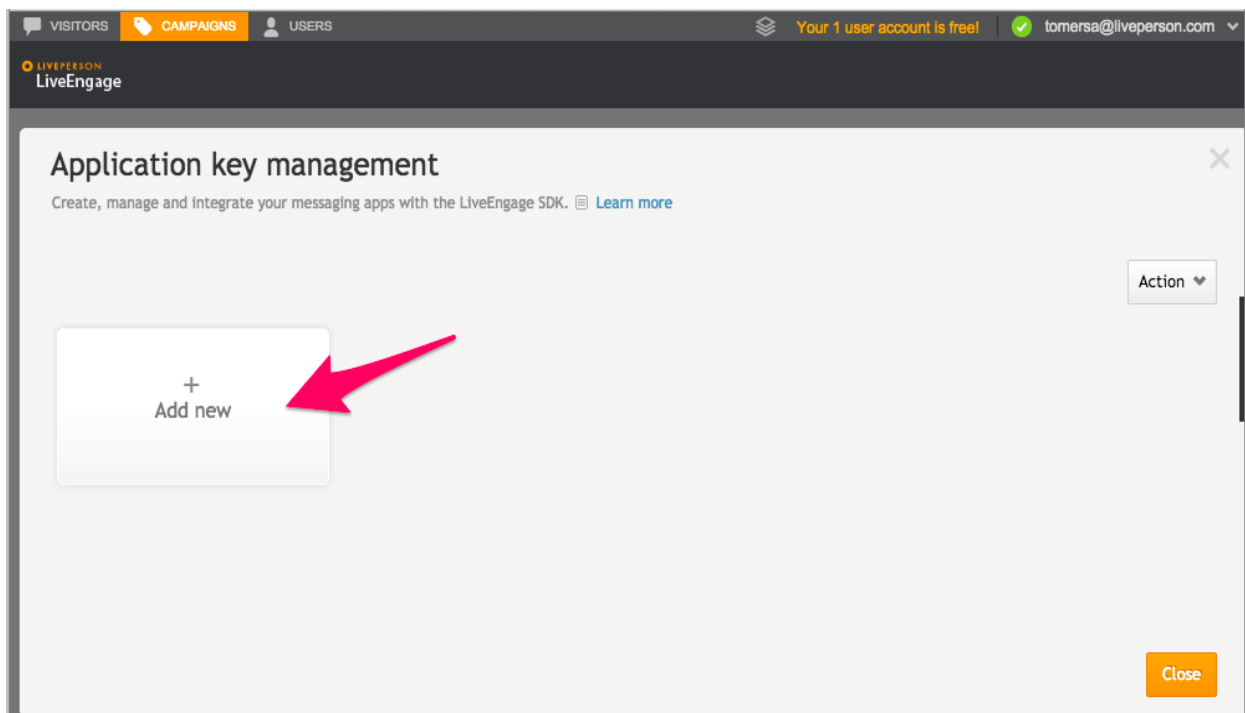 VISITORS CAMPAIGNS USERS Your 1 user account is free! tomersa@liveperson.com
LIVEPERSON
LiveEngage
Application key management
Create, manage and integrate your messaging apps with the LiveEngage SDK. Learn more
Action
+
Add new
Close